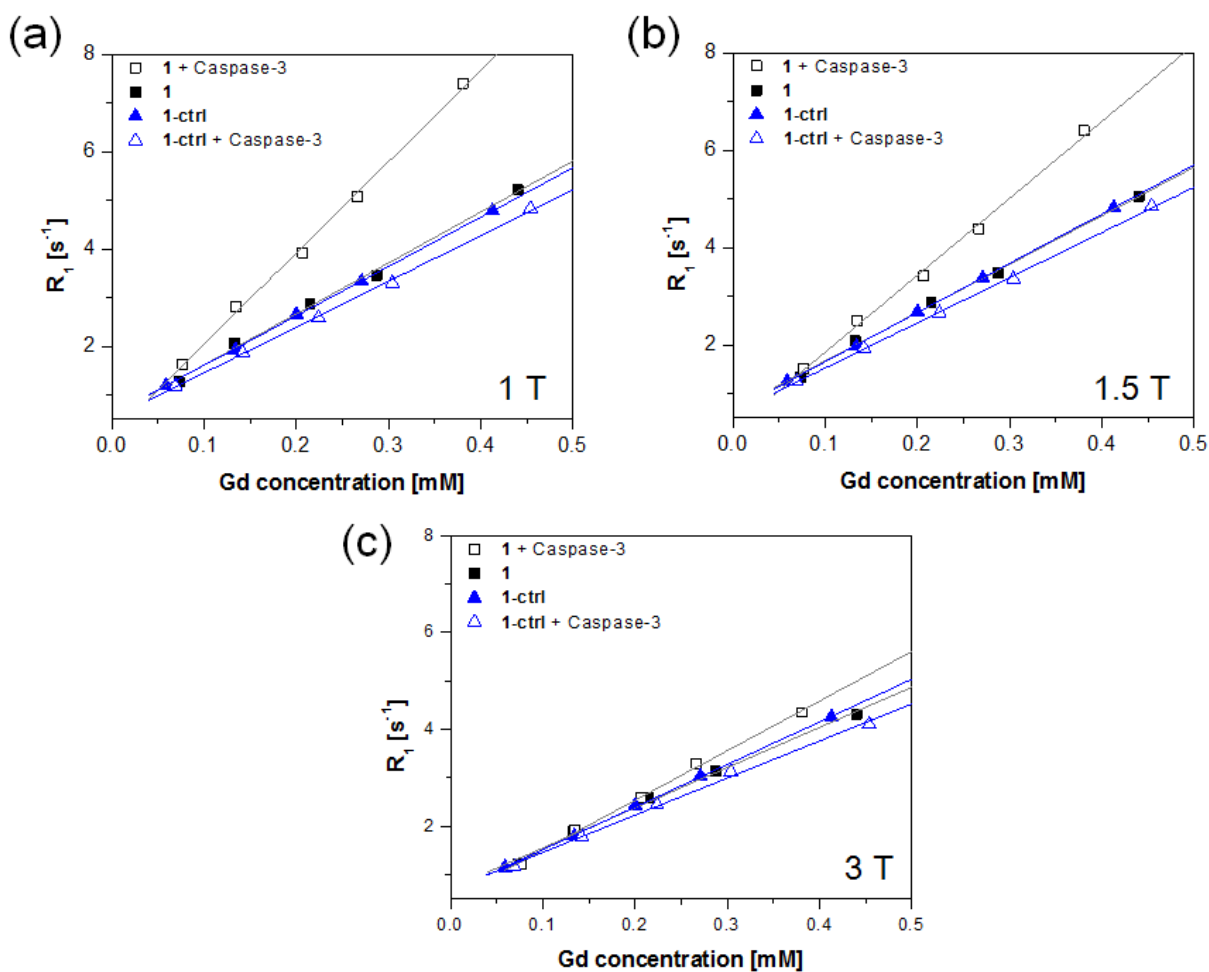 (a)
8
6
4
2
R1 [s-1]
1 + Caspase-3
1
1-ctrl
1-ctrl + Caspase-3
1 T
0.0 0.1 0.2 0.3 0.4 0.5
Gd concentration [mM]
(b)
8
6
4
2
R1 [s-1]
1 + Caspase-3
1
1-ctrl
1-ctrl + Caspase-3
1.5 T
0.0 0.1 0.2 0.3 0.4 0.5
Gd concentration [mM]
(c)
8
6
4
2
R1 [s-1]
1 + Caspase-3
1
1-ctrl
1-ctrl + Caspase-3
3 T
0.0 0.1 0.2 0.3 0.4 0.5
Gd concentration [mM]